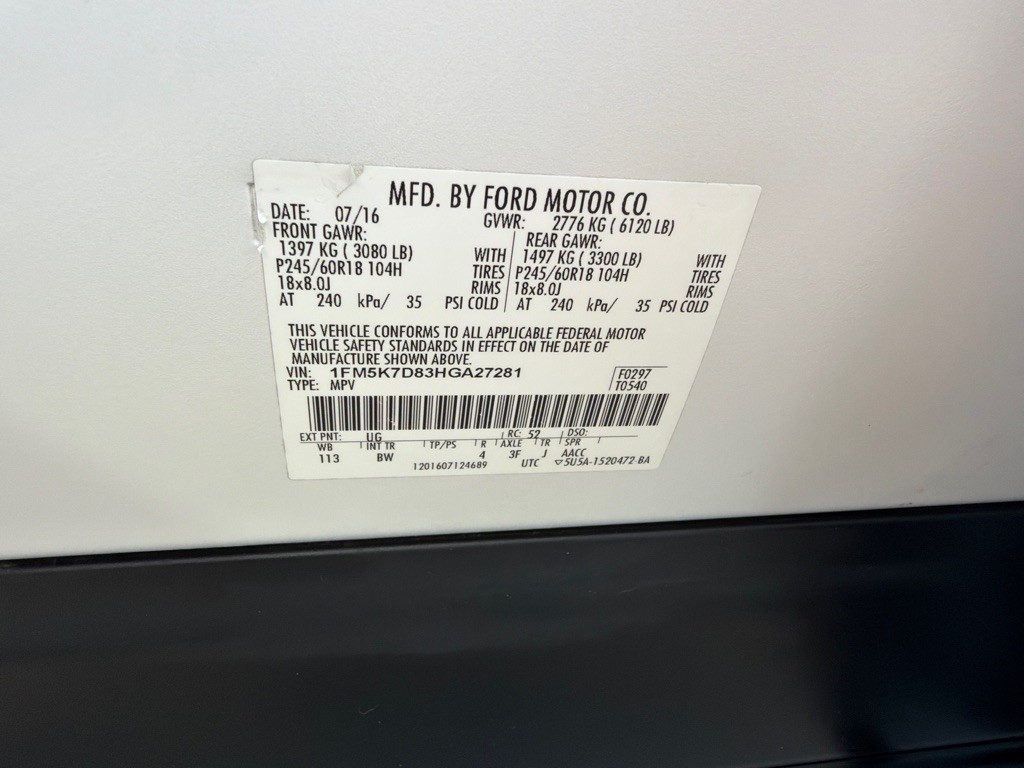 MFD. BY FORD MOTOR CO.
DATE: 07/16 GVWR: 2776 KG ( 6120 LB)
FRONT GAWR: REAR GAWR:
1397 KG ( 3080 LB) WITH 1497 KG ( 3300 LB) WITH
P245/60R18 104H TIRES P245/60R18 104H TIRES
18x8.0J RIMS 18x8.0J RIMS
AT 240 kPa/ 35 PSI COLD AT 240 kPa/ 35 PSI COLD
THIS VEHICLE CONFORMS TO ALL APPLICABLE FEDERAL MOTOR
VEHICLE SAFETY STANDARDS IN EFFECT ON THE DATE OF
MANUFACTURE SHOWN ABOVE.
VIN: 1FM5K7D83HGA27281 F0297
TYPE: MPV T0540
EXT PNT: UG RC: 52 DSO:
WB INT TR TP/PS R AXLE TR SPR
113 BW 4 3F J AACC
1201607124689 UTC ▽5U5A-1520472-BA